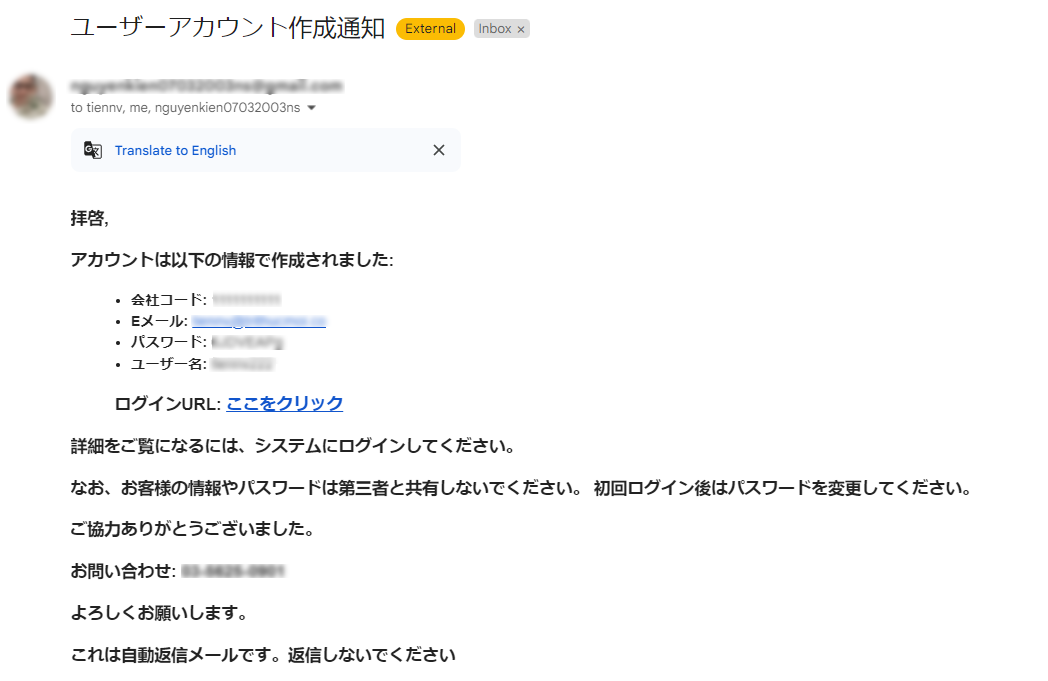 ユーザーアカウント作成通知 External Inbox ×
to tiennv, me, nguyenkien07032003ns
Translate to English
拝啓,
アカウントは以下の情報で作成されました:
会社コード:
Eメール:
パスワード:
ユーザー名:
ログインURL: ここをクリック
詳細をご覧になるには、システムにログインしてください。
なお、お客様の情報やパスワードは第三者と共有しないでください。 初回ログイン後はパスワードを変更してください。
ご協力ありがとうございました。
お問い合わせ:
よろしくお願いします。
これは自動返信メールです。返信しないでください